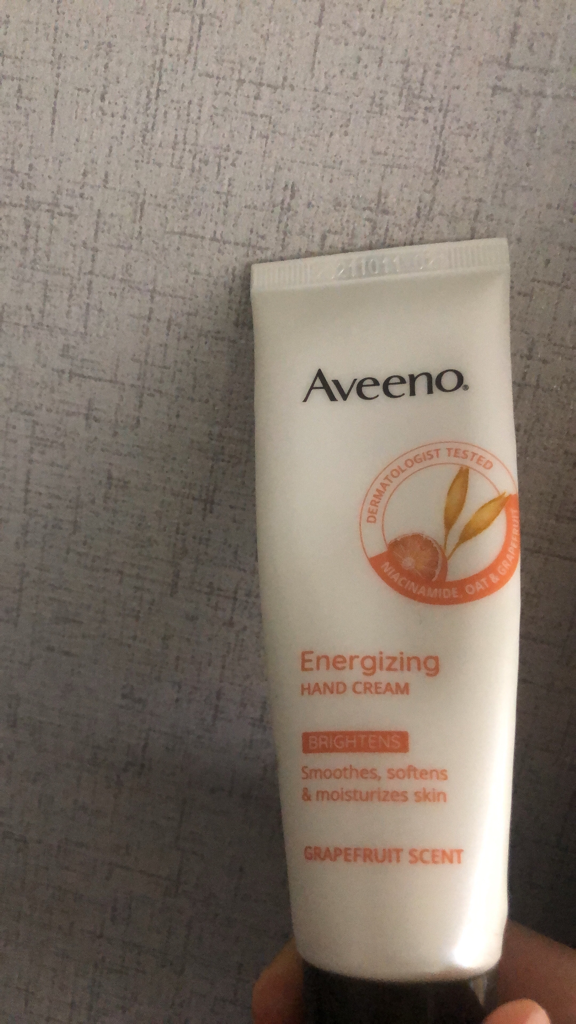 Aveeno®
DERMATOLOGIST TESTED
NIACINAMIDE, OAT & GRAPEFRUIT
Energizing
HAND CREAM
BRIGHTENS
Smoothes, softens
& moisturizes skin
GRAPEFRUIT SCENT